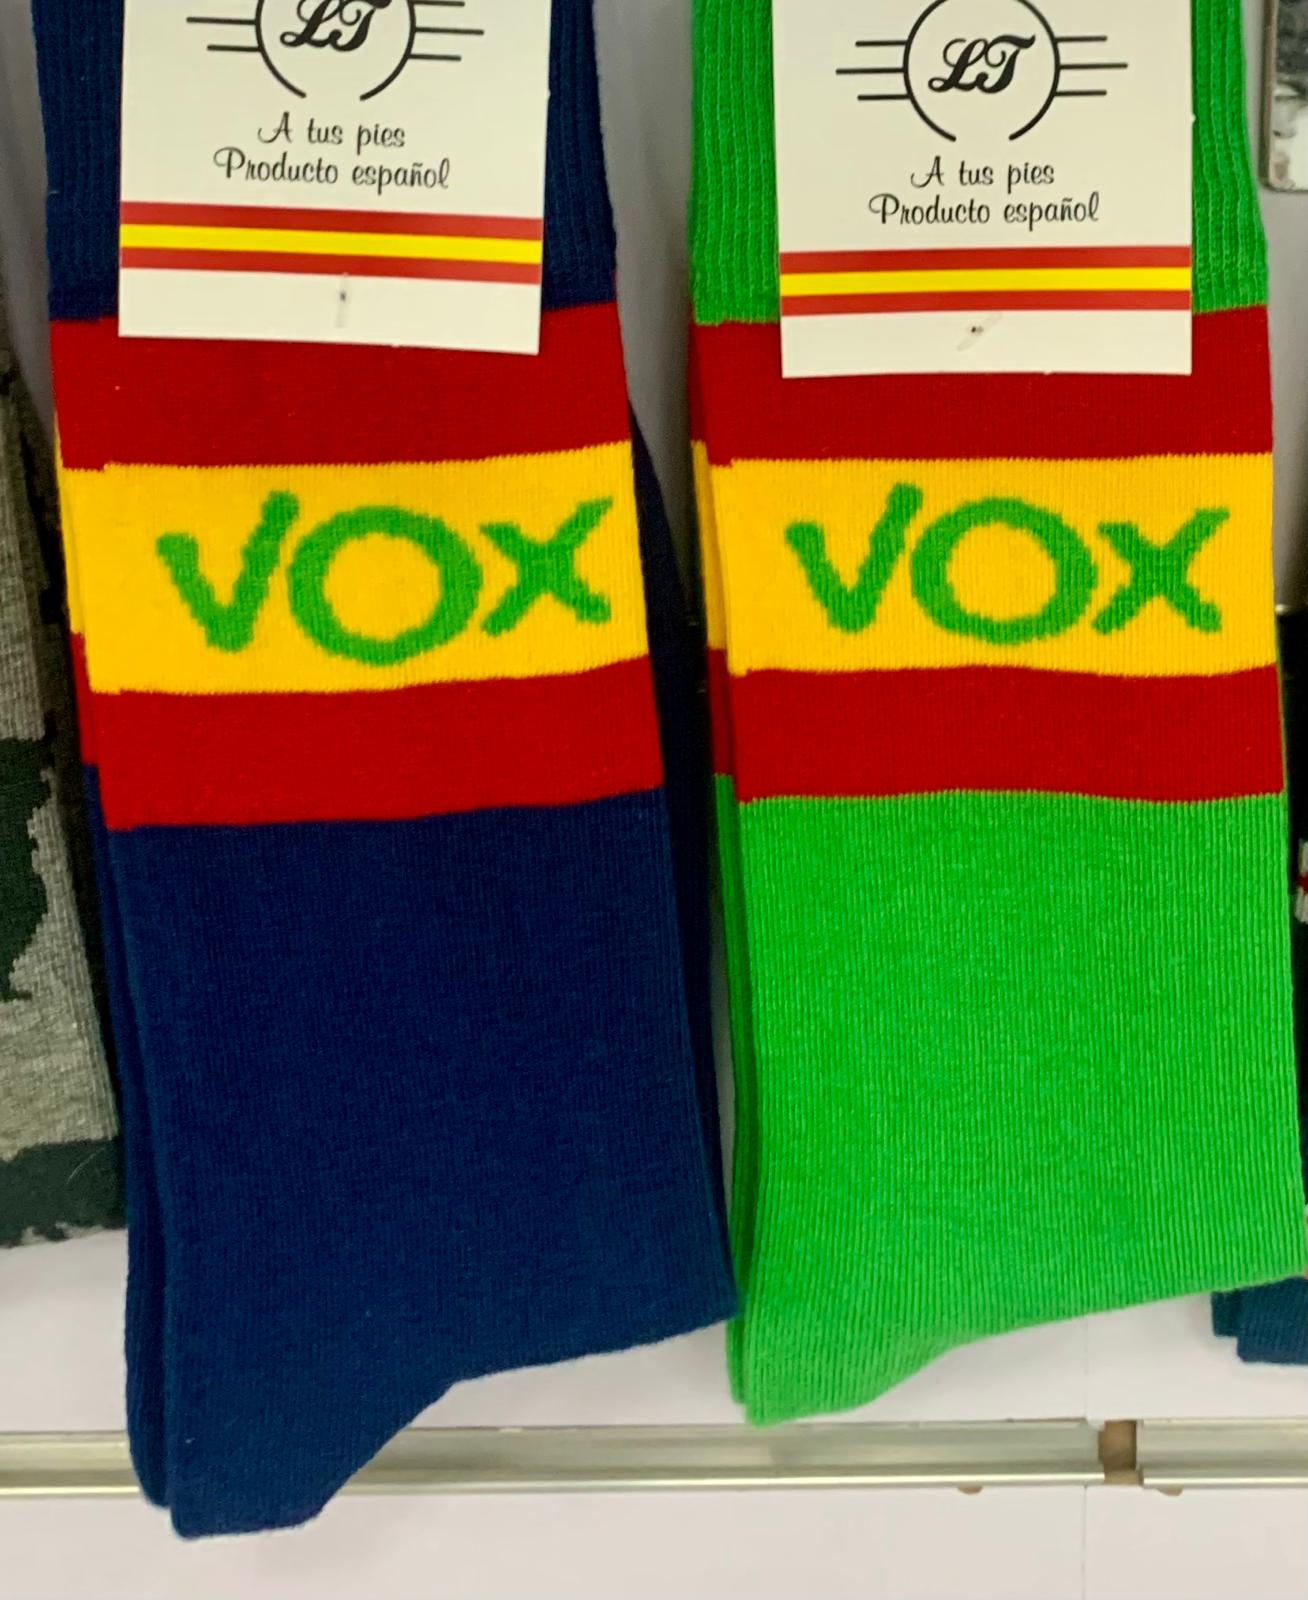 LT
A tus pies
Producto español
VOX
LT
A tus pies
Producto español
VOX